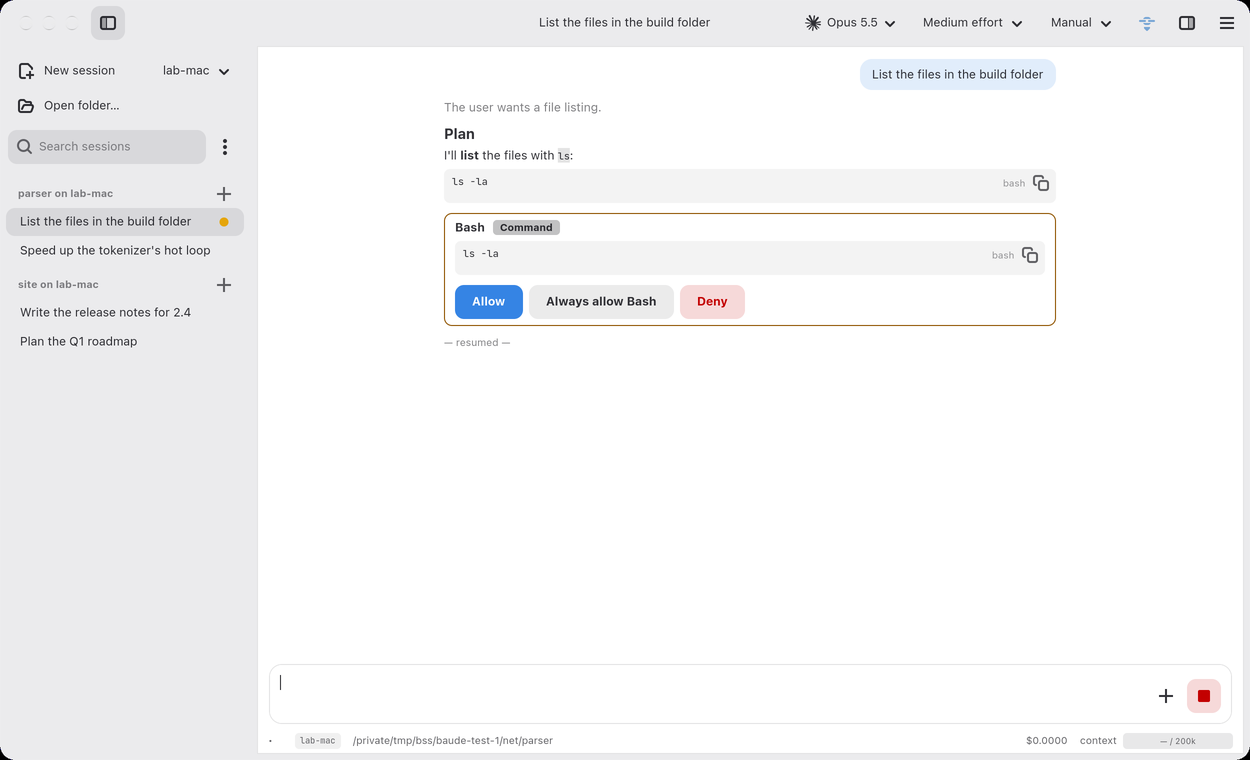 List the files in the build folder
Opus 5.5
Medium effort
Manual
New session
lab-mac
Open folder...
Search sessions
parser on lab-mac
List the files in the build folder
Speed up the tokenizer's hot loop
site on lab-mac
Write the release notes for 2.4
Plan the Q1 roadmap
List the files in the build folder
The user wants a file listing.
Plan
I'll list the files with ls:
ls -la
bash
Bash Command
ls -la
bash
Allow
Always allow Bash
Deny
— resumed —
lab-mac
/private/tmp/bss/baude-test-1/net/parser
$0.0000
context
— / 200k